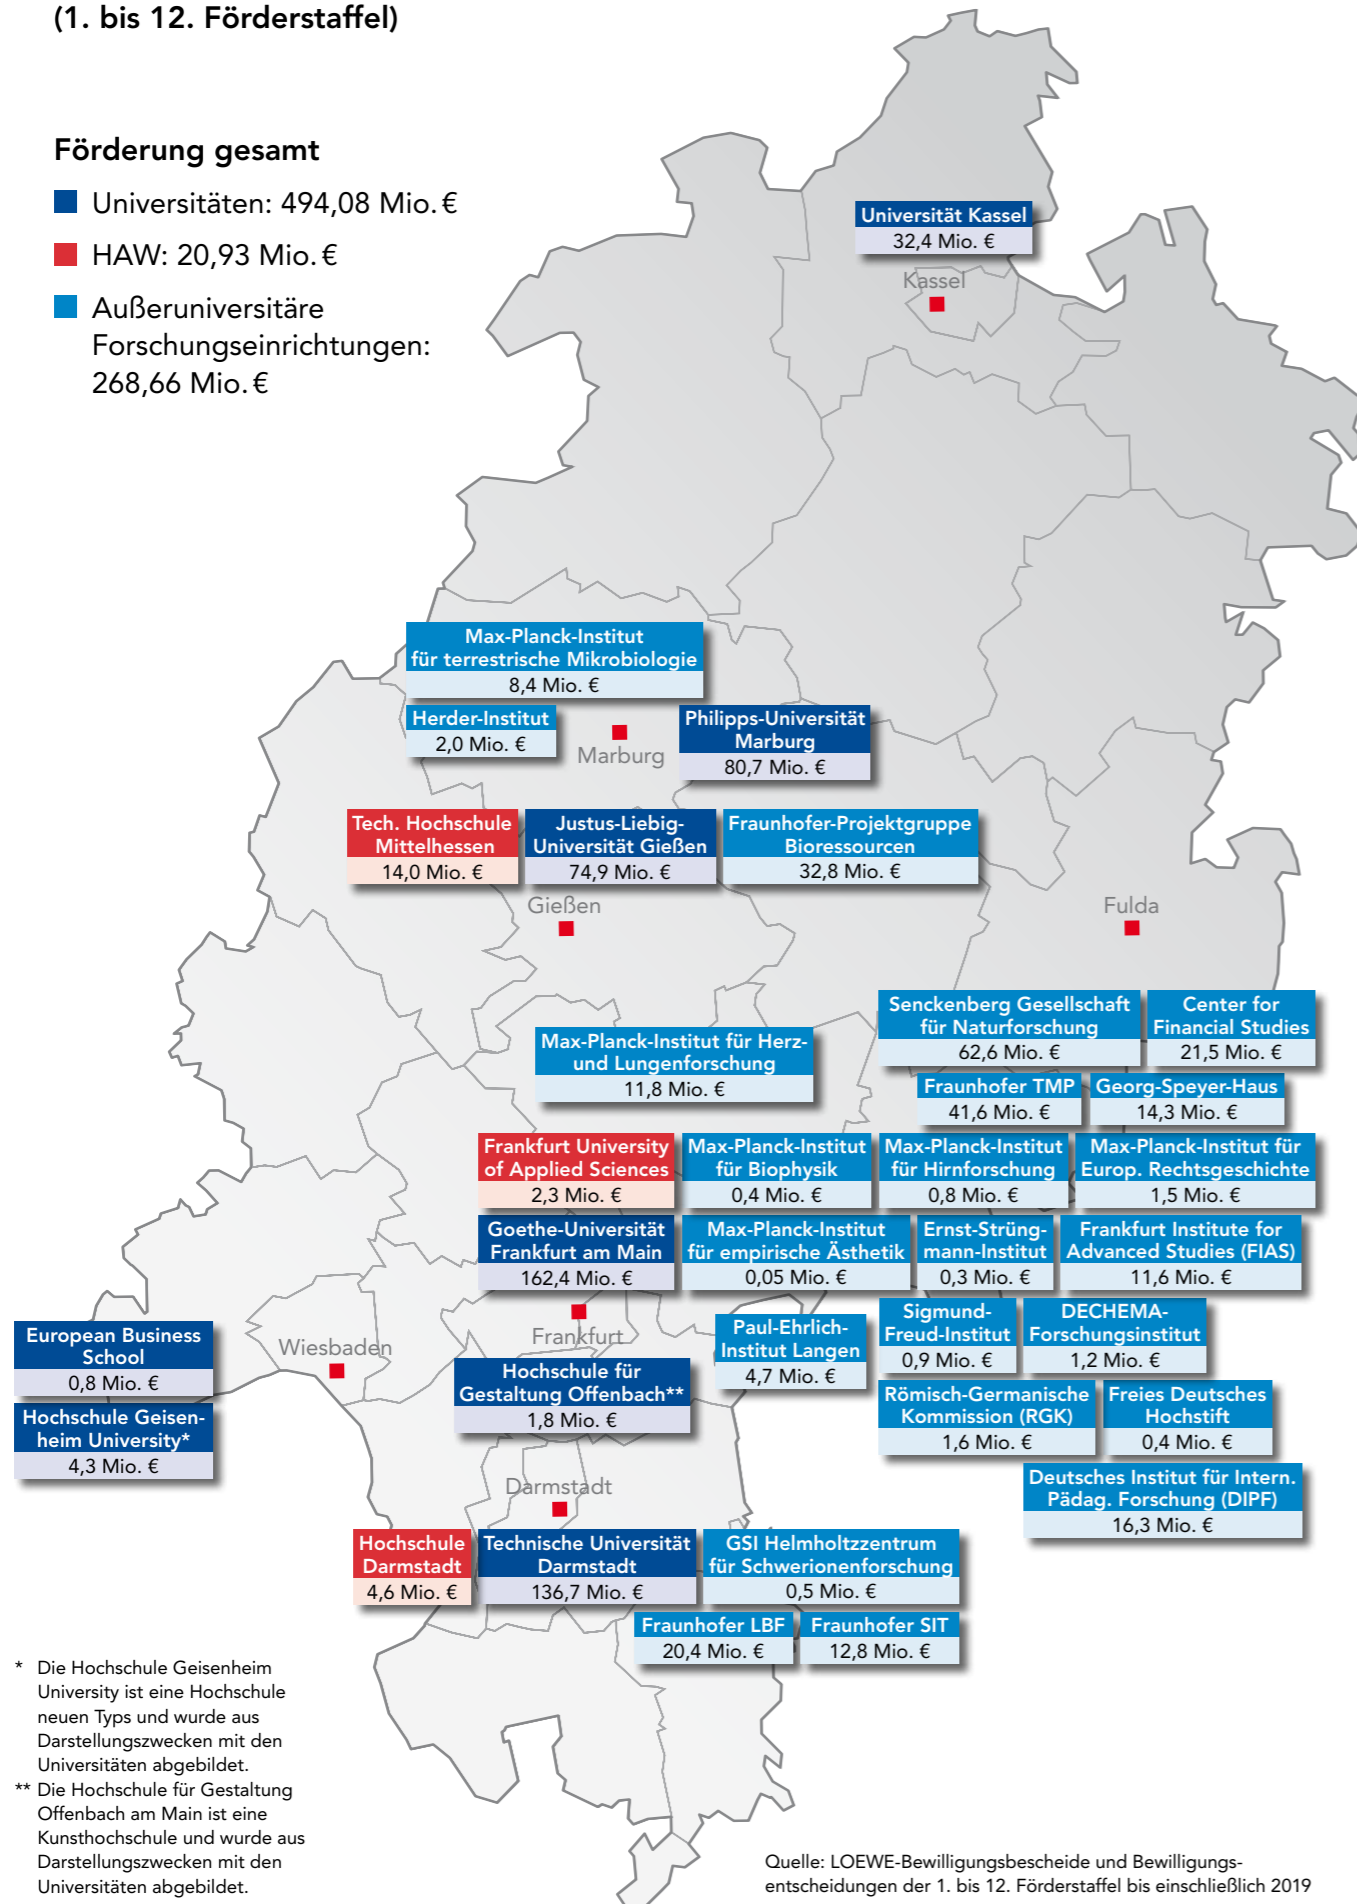 (1. bis 12. Förderstaffel)
Förderung gesamt
Universitäten: 494,08 Mio. €
HAW: 20,93 Mio. €
Außeruniversitäre
Forschungseinrichtungen:
268,66 Mio. €
Universität Kassel
32,4 Mio. €
Kassel
Max-Planck-Institut
für terrestrische Mikrobiologie
8,4 Mio. €
Herder-Institut
2,0 Mio. €
Marburg
Philipps-Universität
Marburg
80,7 Mio. €
Tech. Hochschule
Mittelhessen
14,0 Mio. €
Justus-Liebig-
Universität Gießen
74,9 Mio. €
Fraunhofer-Projektgruppe
Bioressourcen
32,8 Mio. €
Gießen
Fulda
Senckenberg Gesellschaft
für Naturforschung
62,6 Mio. €
Center for
Financial Studies
21,5 Mio. €
Max-Planck-Institut für Herz-
und Lungenforschung
11,8 Mio. €
Fraunhofer TMP
41,6 Mio. €
Georg-Speyer-Haus
14,3 Mio. €
Frankfurt University
of Applied Sciences
2,3 Mio. €
Max-Planck-Institut
für Biophysik
0,4 Mio. €
Max-Planck-Institut
für Hirnforschung
0,8 Mio. €
Max-Planck-Institut für
Europ. Rechtsgeschichte
1,5 Mio. €
Goethe-Universität
Frankfurt am Main
162,4 Mio. €
Max-Planck-Institut
für empirische Ästhetik
0,05 Mio. €
Ernst-Strüng-
mann-Institut
0,3 Mio. €
Frankfurt Institute for
Advanced Studies (FIAS)
11,6 Mio. €
European Business
School
0,8 Mio. €
Wiesbaden
Frankfurt
Paul-Ehrlich-
Institut Langen
4,7 Mio. €
Sigmund-
Freud-Institut
0,9 Mio. €
DECHEMA-
Forschungsinstitut
1,2 Mio. €
Hochschule für
Gestaltung Offenbach**
1,8 Mio. €
Hochschule Geisen-
heim University*
4,3 Mio. €
Römisch-Germanische
Kommission (RGK)
1,6 Mio. €
Freies Deutsches
Hochstift
0,4 Mio. €
Deutsches Institut für Intern.
Pädag. Forschung (DIPF)
16,3 Mio. €
Darmstadt
Hochschule
Darmstadt
4,6 Mio. €
Technische Universität
Darmstadt
136,7 Mio. €
GSI Helmholtzzentrum
für Schwerionenforschung
0,5 Mio. €
Fraunhofer LBF
20,4 Mio. €
Fraunhofer SIT
12,8 Mio. €
* Die Hochschule Geisenheim
University ist eine Hochschule
neuen Typs und wurde aus
Darstellungszwecken mit den
Universitäten abgebildet.
** Die Hochschule für Gestaltung
Offenbach am Main ist eine
Kunsthochschule und wurde aus
Darstellungszwecken mit den
Universitäten abgebildet.
Quelle: LOEWE-Bewilligungsbescheide und Bewilligungs-
entscheidungen der 1. bis 12. Förderstaffel bis einschließlich 2019